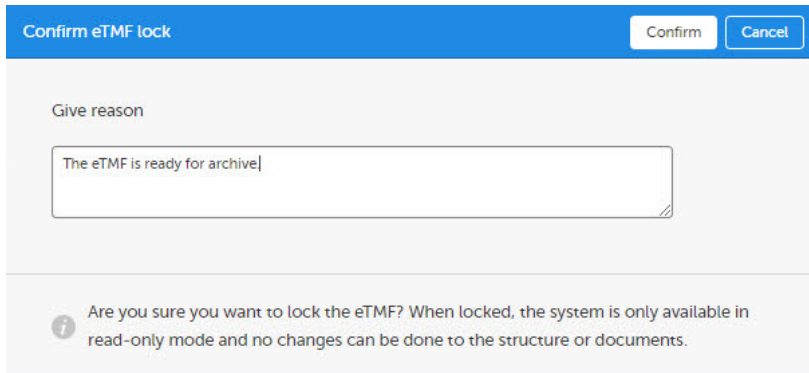 Confirm eTMF lock
Confirm
Cancel
Give reason
The eTMF is ready for archive
Are you sure you want to lock the eTMF? When locked, the system is only available in
read-only mode and no changes can be done to the structure or documents.